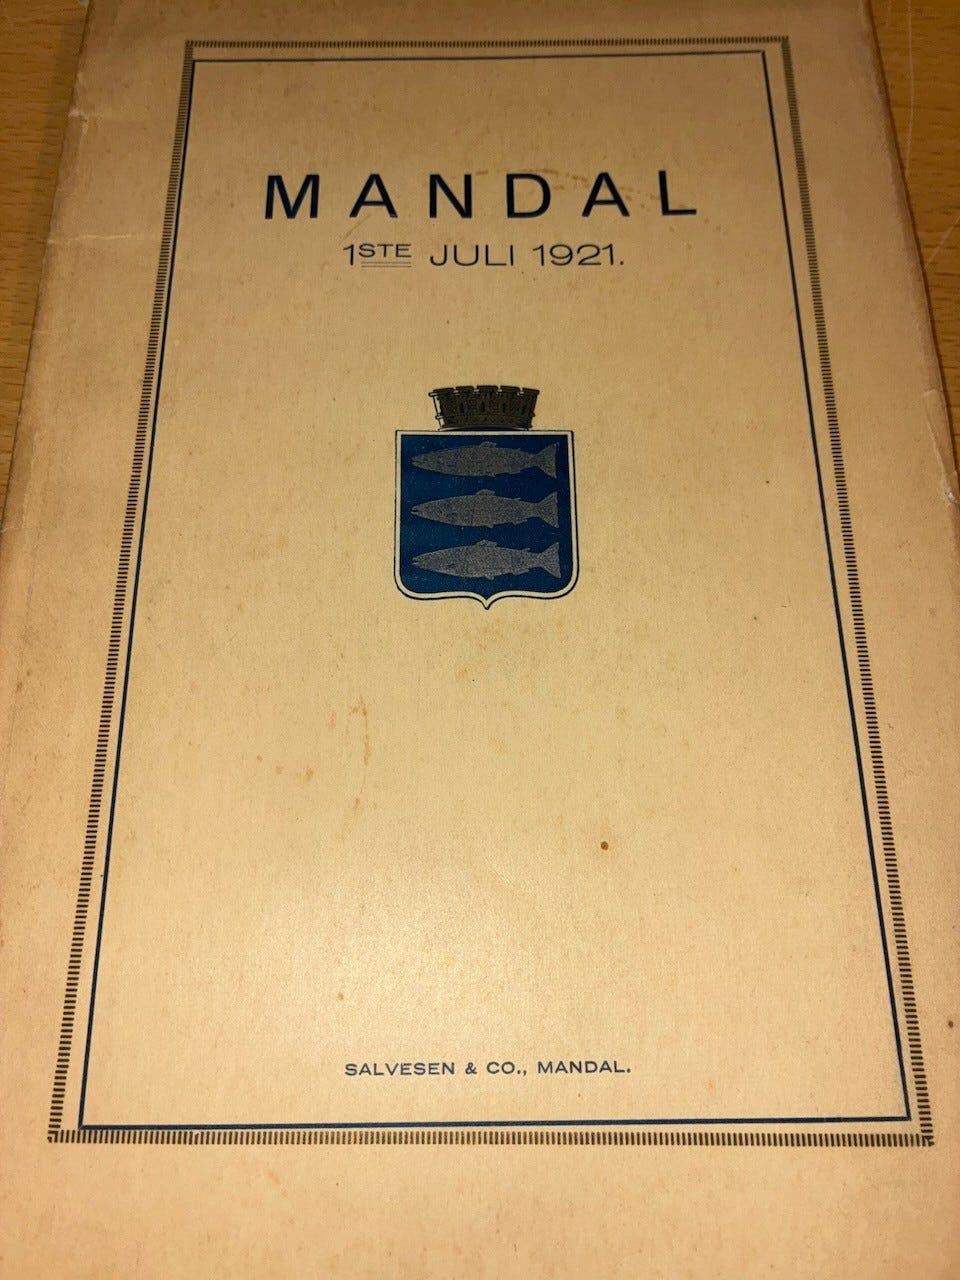 MANDAL
1STE JULI 1921.
SALVESEN & CO., MANDAL.